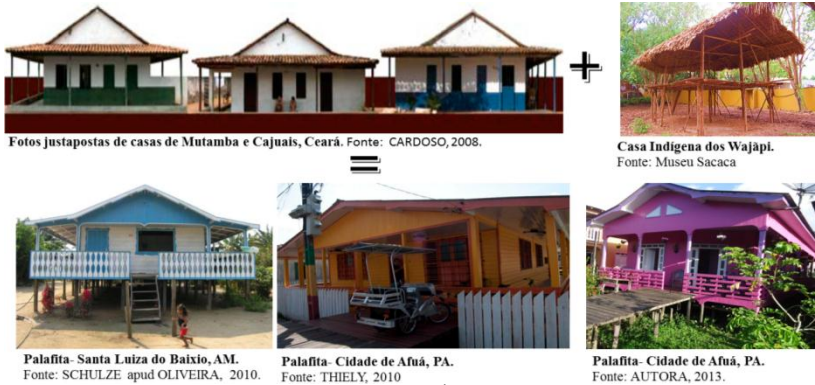 Fotos justapostas de casas de Mutamba e Cajuais, Ceará. Fonte: CARDOSO, 2008.
+
Casa Indígena dos Wajãpi.
Fonte: Museu Sacaca
=
Palafita- Santa Luiza do Baixio, AM.
Fonte: SCHULZE apud OLIVEIRA, 2010.
Palafita- Cidade de Afuá, PA.
Fonte: THIELY, 2010
Palafita- Cidade de Afuá, PA.
Fonte: AUTORA, 2013.